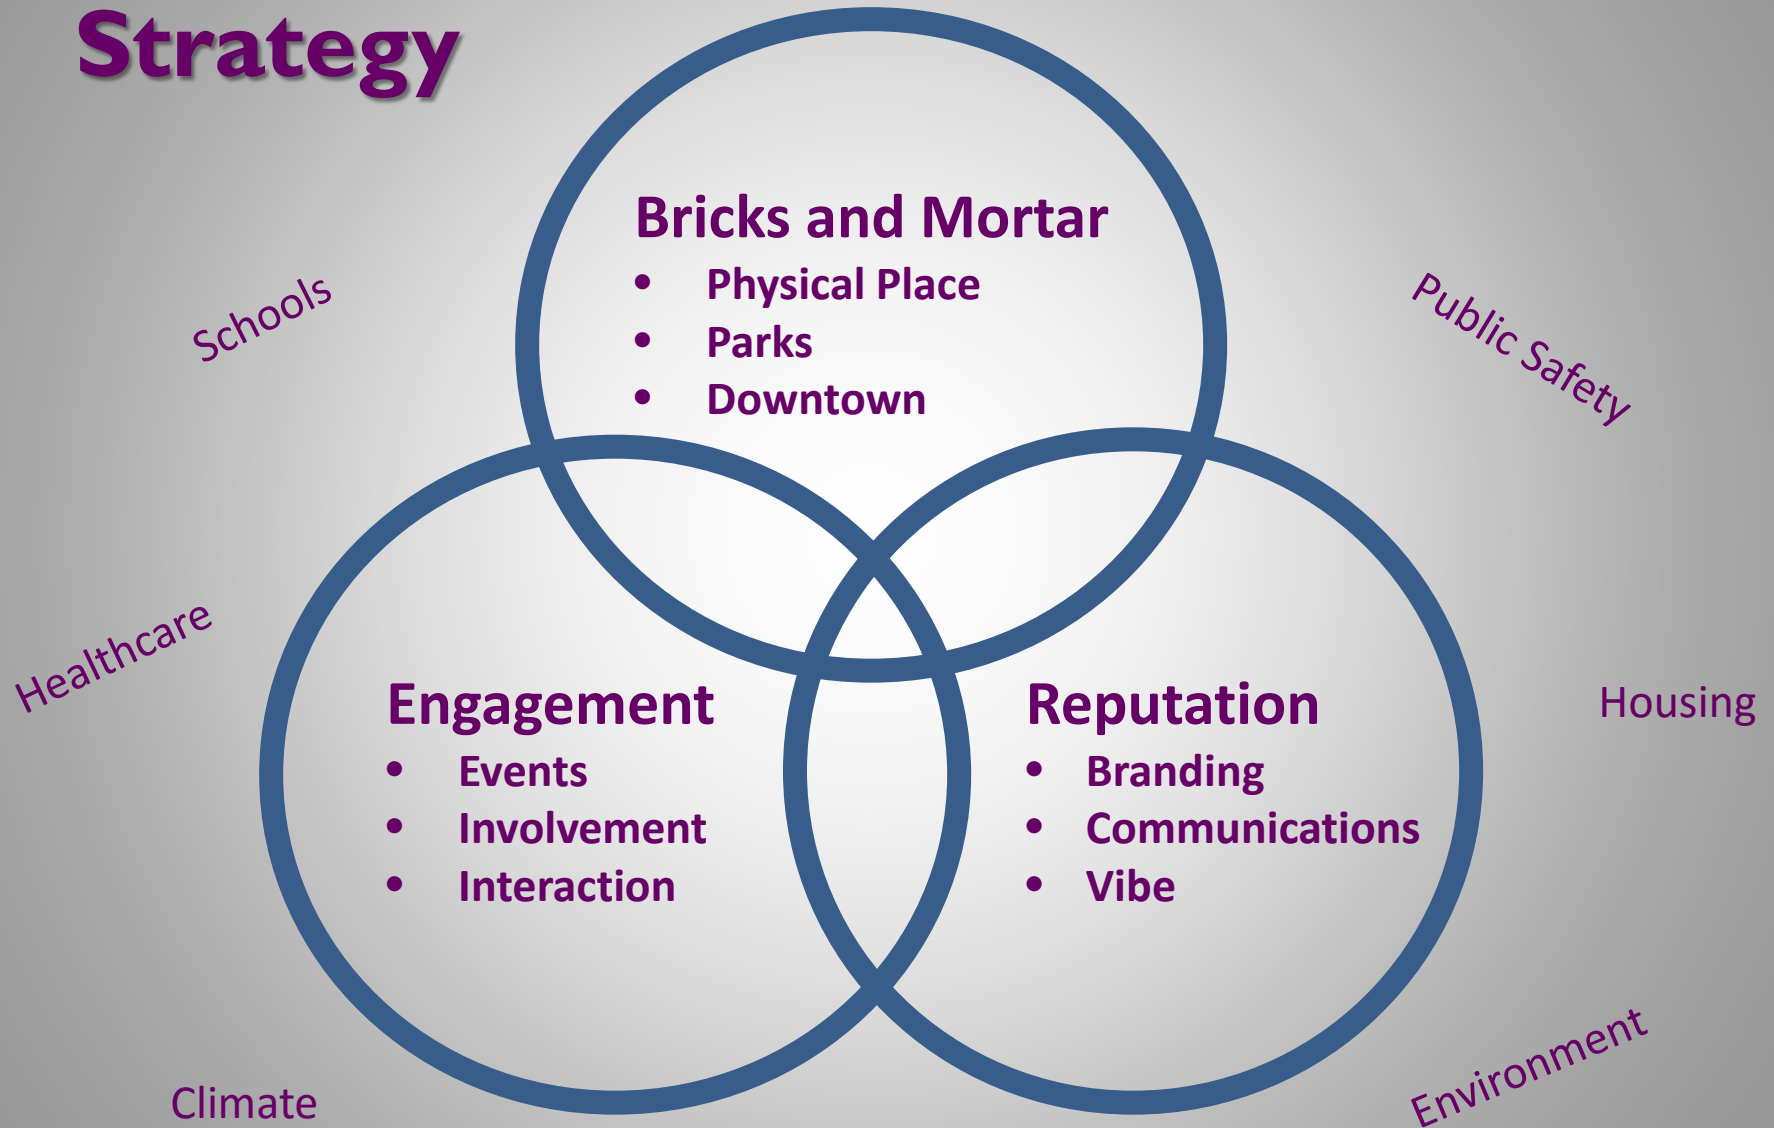 Strategy
Bricks and Mortar
• Physical Place
• Parks
• Downtown
Schools
Public Safety
Healthcare
Engagement
• Events
• Involvement
• Interaction
Reputation
• Branding
• Communications
• Vibe
Housing
Climate
Environment